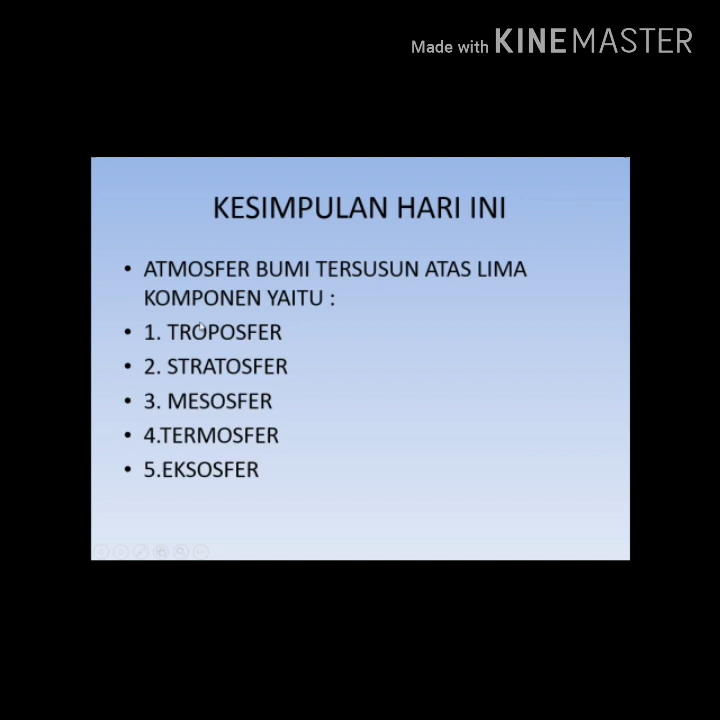 Made with KINEMASTER
KESIMPULAN HARI INI
• ATMOSFER BUMI TERSUSUN ATAS LIMA
KOMPONEN YAITU :
• 1. TROPOSFER
• 2. STRATOSFER
• 3. MESOSFER
• 4.TERMOSFER
• 5.EKSOSFER